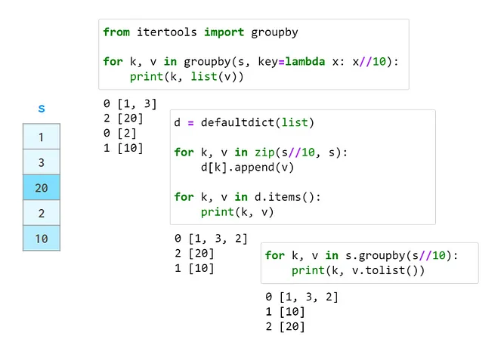 from itertools import groupby
for k, v in groupby(s, key=lambda x: x//10):
    print(k, list(v))
0 [1, 3]
2 [20]
0 [2]
1 [10]
s
1
3
20
2
10
d = defaultdict(list)
for k, v in zip(s//10, s):
    d[k].append(v)
for k, v in d.items():
    print(k, v)
0 [1, 3, 2]
2 [20]
1 [10]
for k, v in s.groupby(s//10):
    print(k, v.tolist())
0 [1, 3, 2]
1 [10]
2 [20]